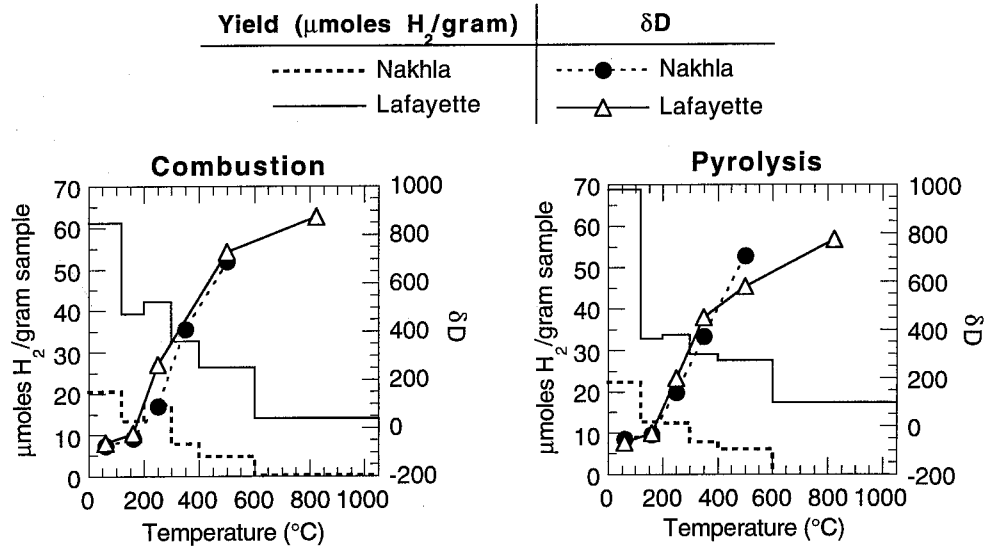 Yield (μmoles H2/gram) δD
Nakhla Nakhla
Lafayette Lafayette
Combustion Pyrolysis
μmoles H2/gram sample
70
60
50
40
30
20
10
0
1000
800
600
400
200
0
-200
δD
0 200 400 600 800 1000
Temperature (°C)
μmoles H2/gram sample
70
60
50
40
30
20
10
0
1000
800
600
400
200
0
-200
δD
0 200 400 600 800 1000
Temperature (°C)